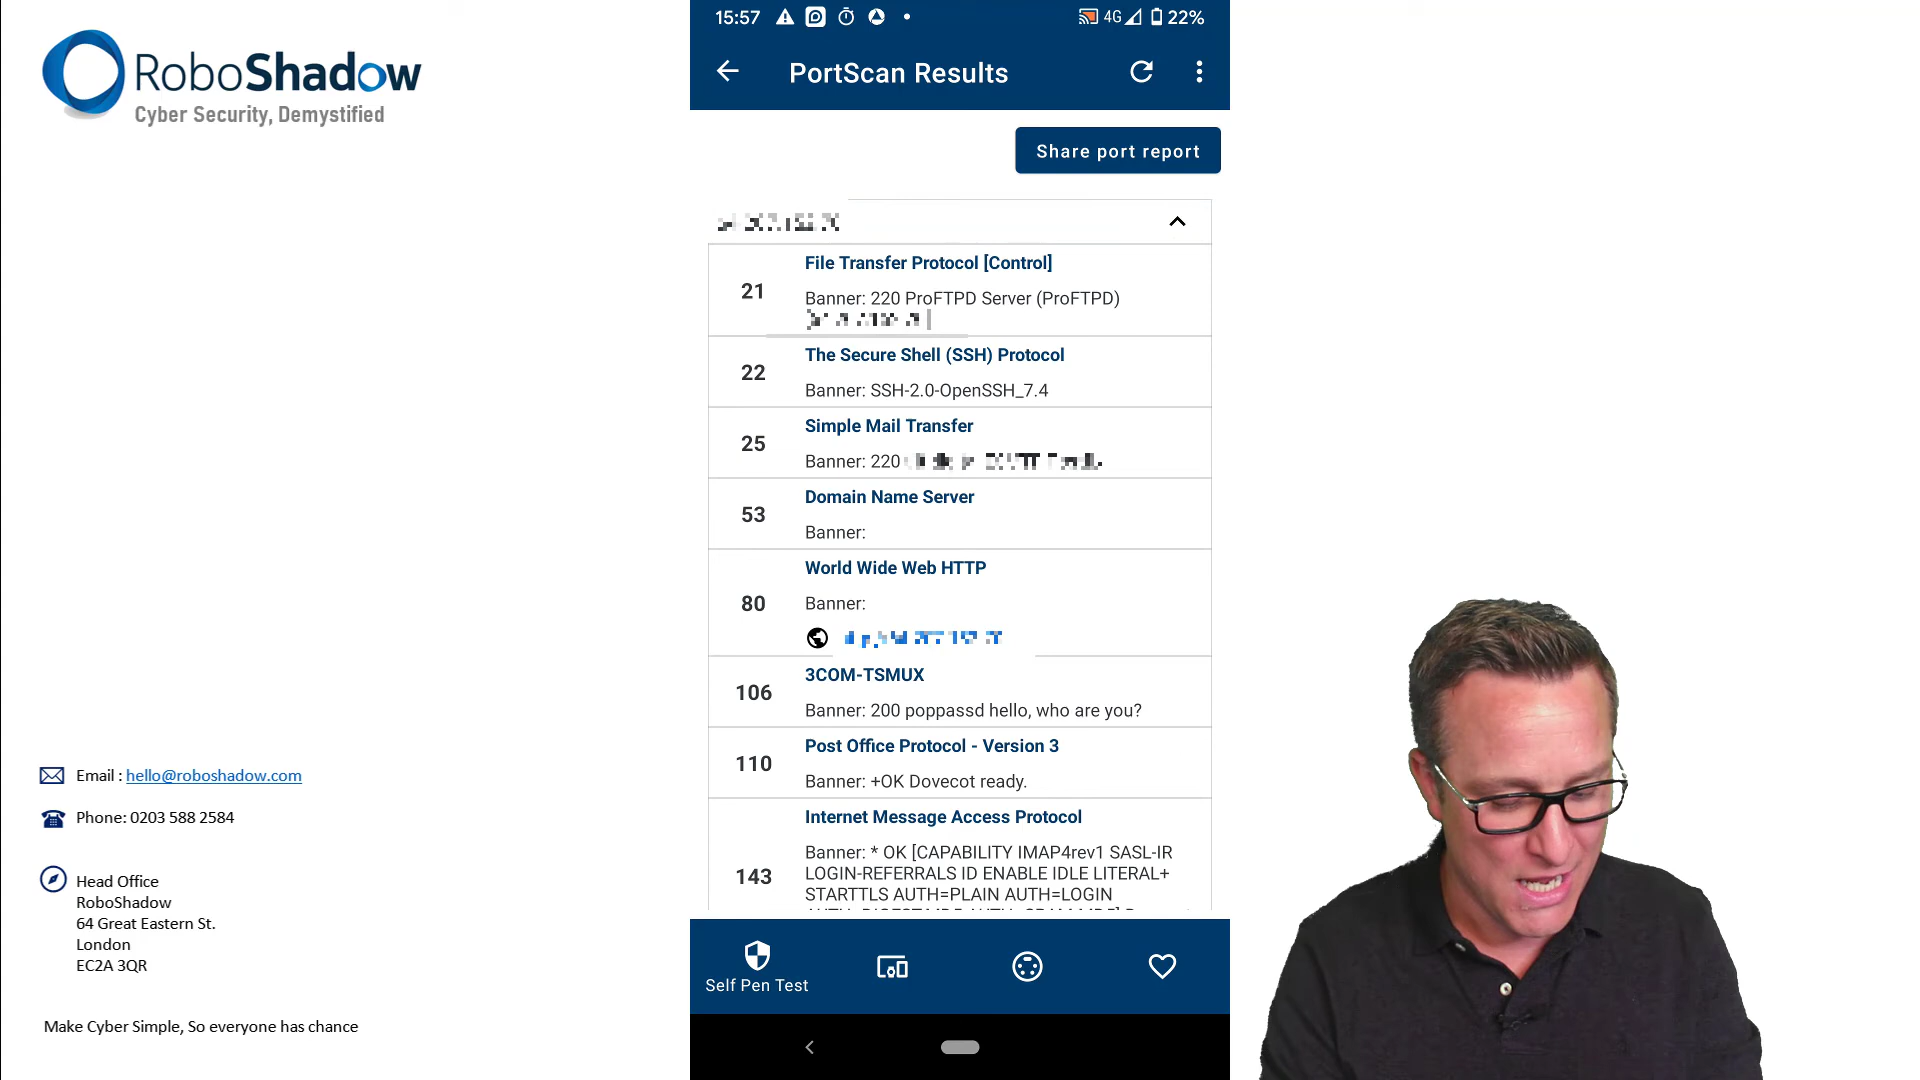 RoboShadow
Cyber Security, Demystified
Email : hello@roboshadow.com
Phone: 0203 588 2584
Head Office
RoboShadow
64 Great Eastern St.
London
EC2A 3QR
Make Cyber Simple, So everyone has chance
15:57
4G
22%
PortScan Results
Share port report
21
File Transfer Protocol [Control]
Banner: 220 ProFTPD Server (ProFTPD)
22
The Secure Shell (SSH) Protocol
Banner: SSH-2.0-OpenSSH_7.4
25
Simple Mail Transfer
Banner: 220
53
Domain Name Server
Banner:
80
World Wide Web HTTP
Banner:
106
3COM-TSMUX
Banner: 200 poppassd hello, who are you?
110
Post Office Protocol - Version 3
Banner: +OK Dovecot ready.
143
Internet Message Access Protocol
Banner: * OK [CAPABILITY IMAP4rev1 SASL-IR
LOGIN-REFERRALS ID ENABLE IDLE LITERAL+
STARTTLS AUTH=PLAIN AUTH=LOGIN
Self Pen Test